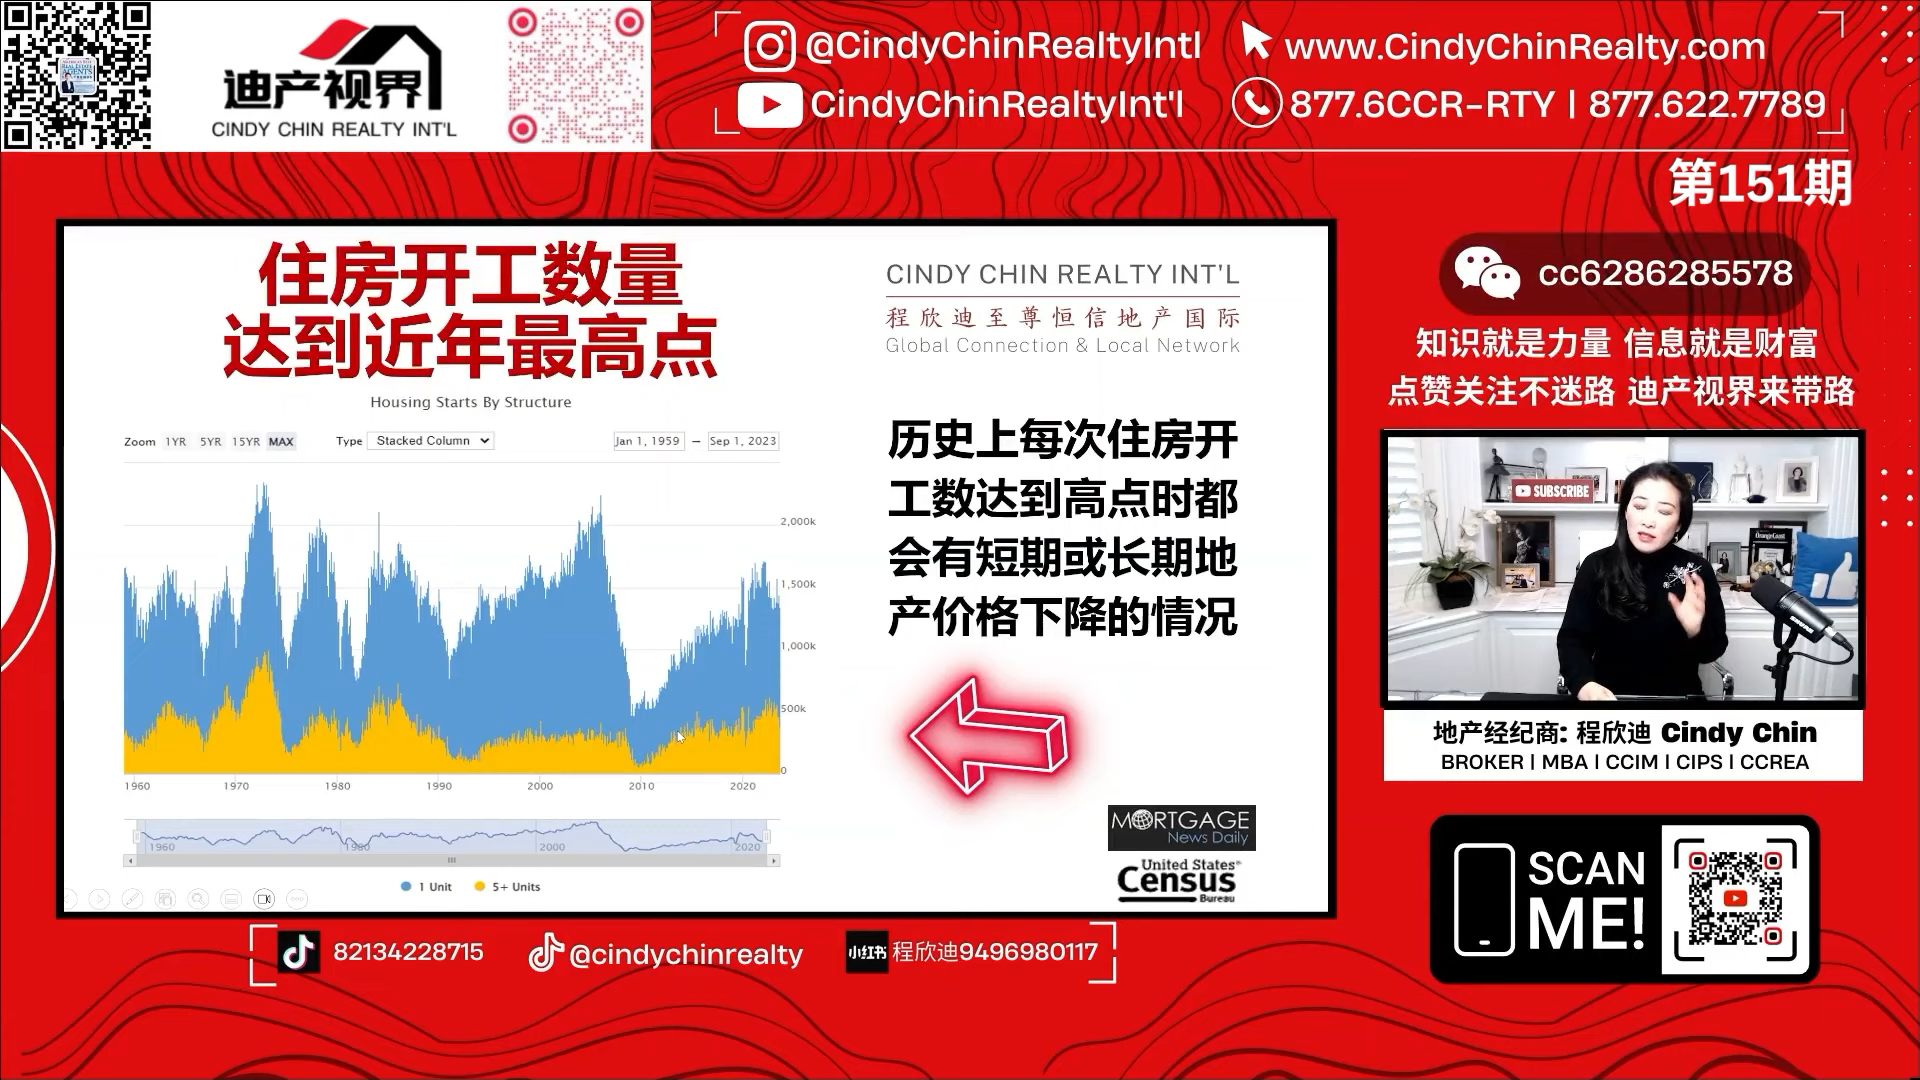 迪产视界
CINDY CHIN REALTY INT'L
@CindyChinRealtyIntl
www.CindyChinRealty.com
CindyChinRealtyInt'l
877.6CCR-RTY | 877.622.7789
第151期
住房开工数量
达到近年最高点
Housing Starts By Structure
Zoom 1YR 5YR 15YR MAX
Type Stacked Column
Jan 1, 1959 – Sep 1, 2023
2,000k
1,500k
1,000k
500k
0
1960 1970 1980 1990 2000 2010 2020
1960 1980 2000 2020
1 Unit 5+ Units
CINDY CHIN REALTY INT'L
程欣迪至尊恒信地产国际
Global Connection & Local Network
历史上每次住房开
工数达到高点时都
会有短期或长期地
产价格下降的情况
MORTGAGE
News Daily
United States
Census
Bureau
cc6286285578
知识就是力量 信息就是财富
点赞关注不迷路 迪产视界来带路
SUBSCRIBE
地产经纪商: 程欣迪 Cindy Chin
BROKER | MBA | CCIM | CIPS | CCREA
SCAN
ME!
82134228715
@cindychinrealty
小红书 程欣迪9496980117